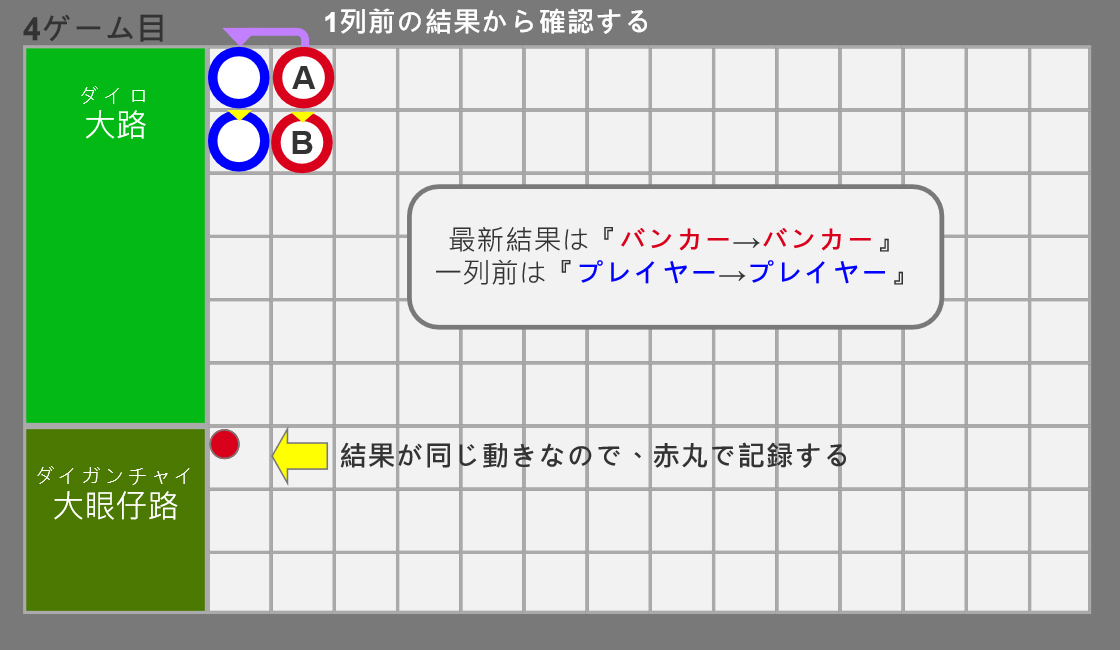 4ゲーム目
1列前の結果から確認する
ダイロ
大路
A
B
最新結果は『バンカー→バンカー』
一列前は『プレイヤー→プレイヤー』
ダイガンチャイ
大眼仔路
結果が同じ動きなので、赤丸で記録する